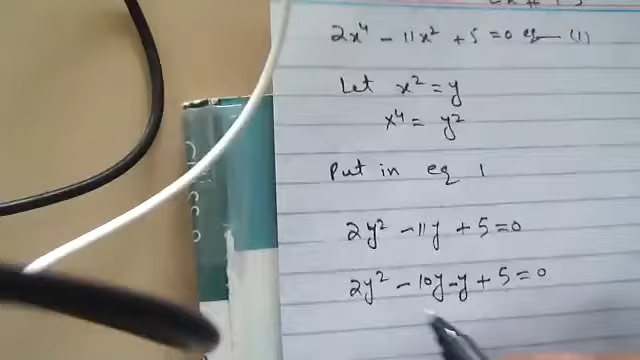 2x⁴ - 11x² + 5 = 0 eq — (1)
Let x² = y
x⁴ = y²
Put in eq 1
2y² - 11y + 5 = 0
2y² - 10y - y + 5 = 0